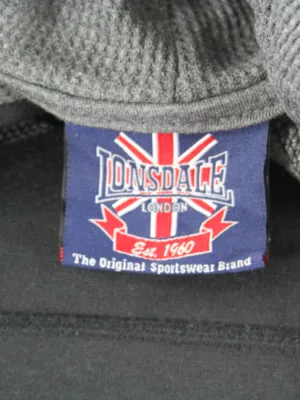 LONSDALE
LONDON
Est. 1960
The Original Sportswear Brand